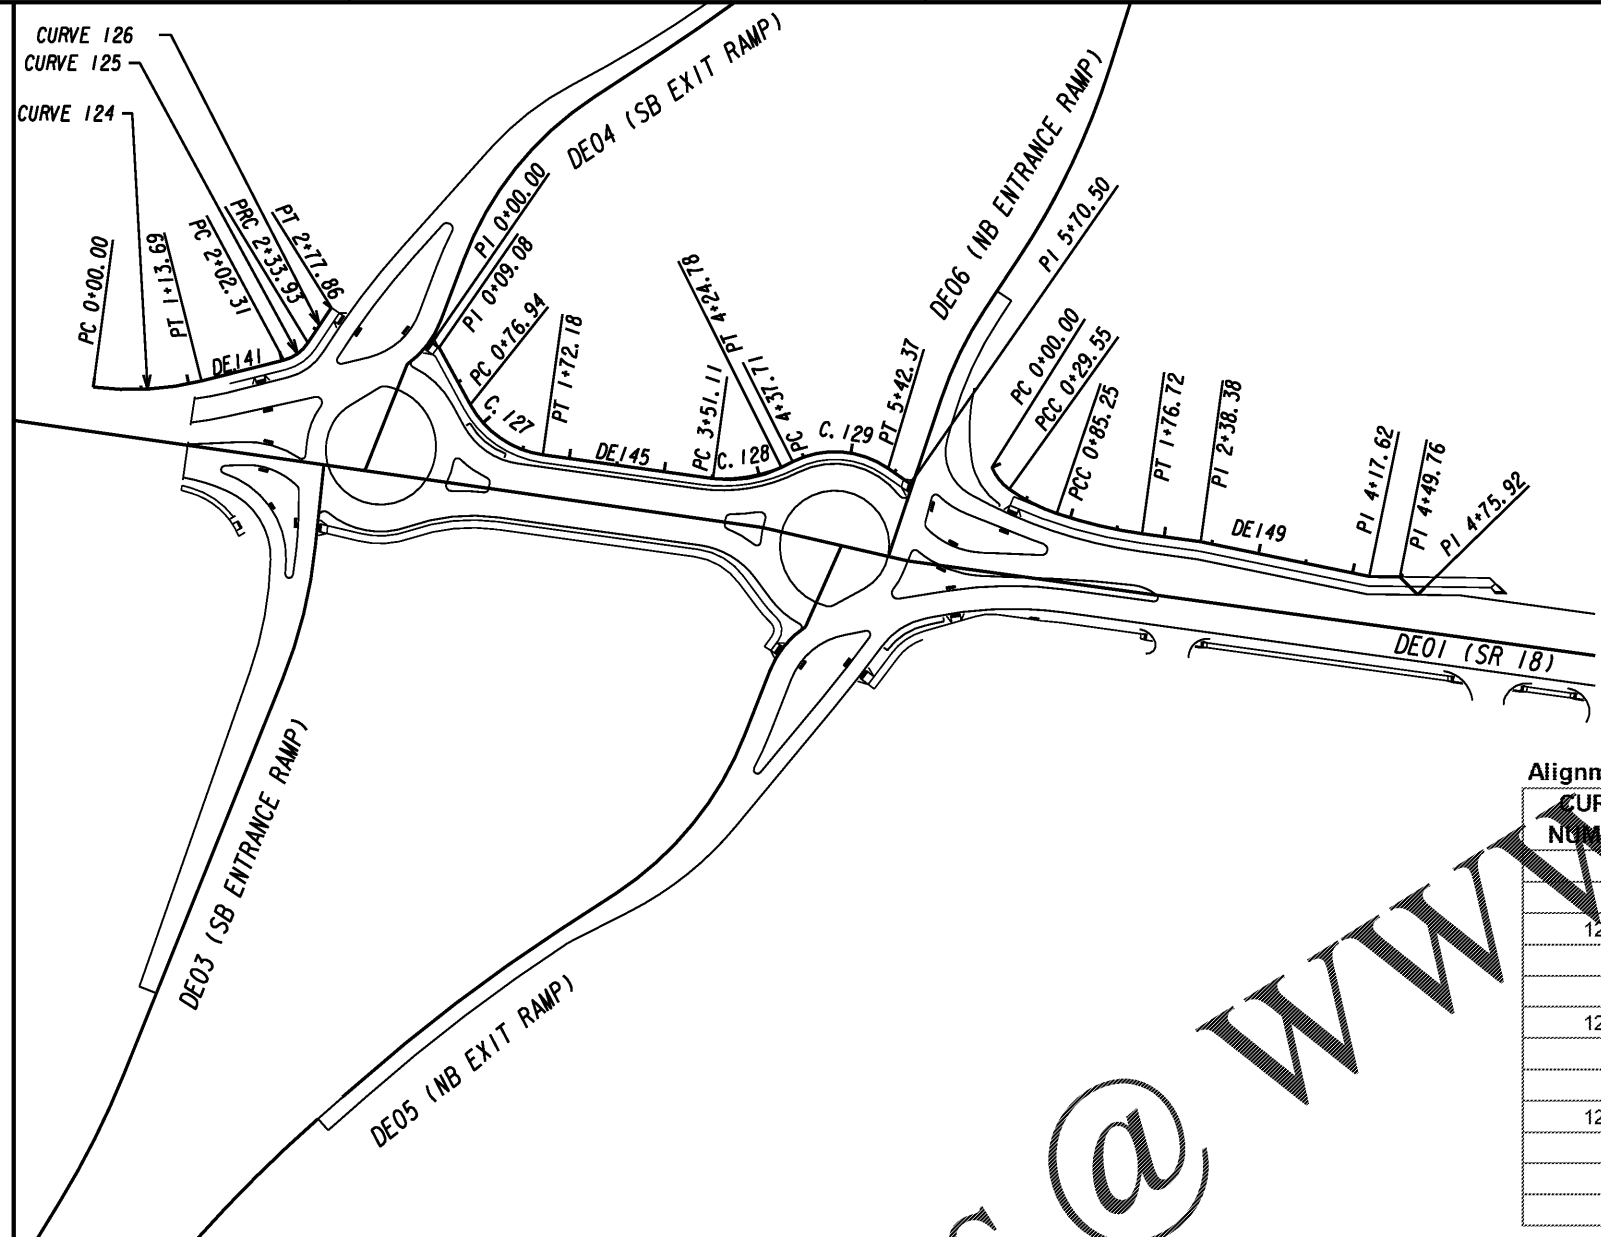 CURVE 126
CURVE 125
CURVE 124
PC 0+00.00
PT 1+13.69
PC 2+02.31
PRC 2+33.93
PT 2+77.86
DE141
DE04 (SB EXIT RAMP)
PI 0+00.00
PI 0+09.08
PC 0+76.94
C. 127
PT 1+72.18
DE145
PC 3+51.11
C. 128
PT 4+24.78
PC 4+37.71
C. 129
PT 5+42.37
DE06 (NB ENTRANCE RAMP)
PI 5+70.50
PC 0+00.00
PCC 0+29.55
PCC 0+85.25
PT 1+76.72
PI 2+38.38
DE149
PI 4+17.62
PI 4+49.76
PI 4+75.92
DE01 (SR 18)
DE03 (SB ENTRANCE RAMP)
DE05 (NB EXIT RAMP)
Alignm
CUR
NUM
12
12
12
@ WWW